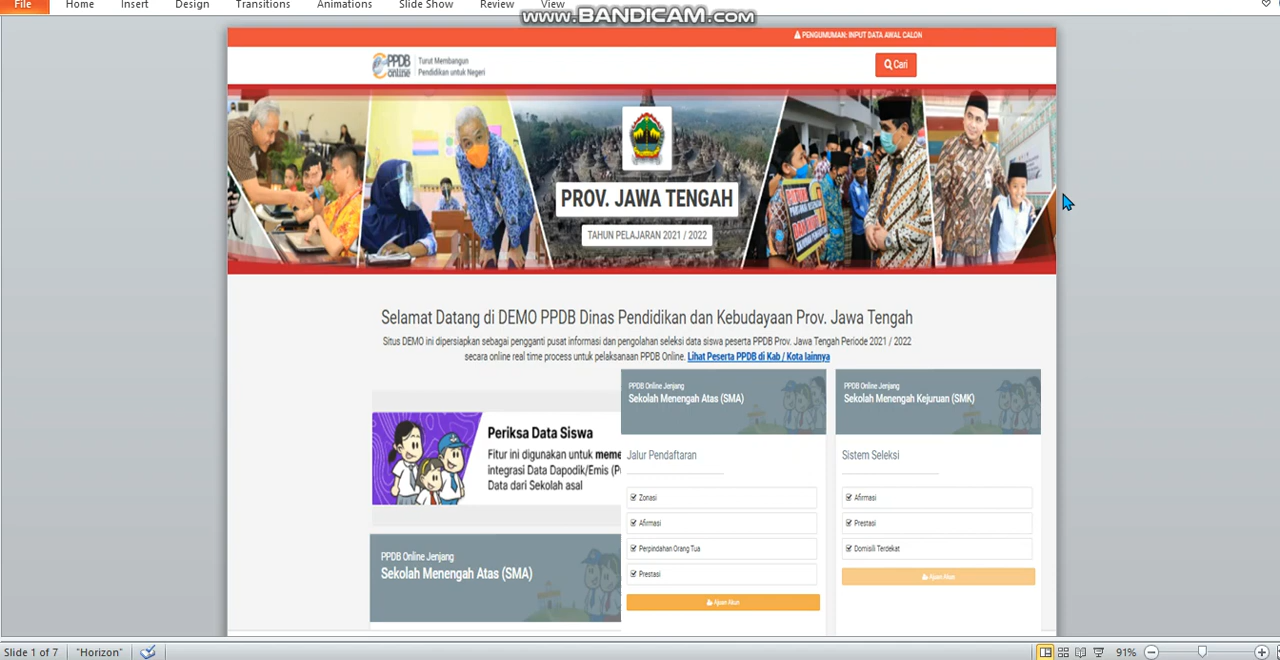 File Home Insert Design Transitions Animations Slide Show Review View
www.BANDICAM.com
PENGUMUMAN: INPUT DATA AWAL CALON
PPDB online
Turut Membangun
Pendidikan untuk Negeri
Cari
PROV. JAWA TENGAH
TAHUN PELAJARAN 2021 / 2022
Selamat Datang di DEMO PPDB Dinas Pendidikan dan Kebudayaan Prov. Jawa Tengah
Situs DEMO ini dipersiapkan sebagai pengganti pusat informasi dan pengolahan seleksi data siswa peserta PPDB Prov. Jawa Tengah Periode 2021 / 2022
secara online real time process untuk pelaksanaan PPDB Online. Lihat Peserta PPDB di Kab / Kota lainnya
Periksa Data Siswa
Fitur ini digunakan untuk meme
integrasi Data Dapodik/Emis (P
Data dari Sekolah asal
PPDB Online Jenjang
Sekolah Menengah Atas (SMA)
PPDB Online Jenjang
Sekolah Menengah Atas (SMA)
Jalur Pendaftaran
Zonasi
Afirmasi
Perpindahan Orang Tua
Prestasi
Ajuan Akun
PPDB Online Jenjang
Sekolah Menengah Kejuruan (SMK)
Sistem Seleksi
Afirmasi
Prestasi
Domisili Terdekat
Ajuan Akun
Slide 1 of 7 "Horizon" 91%